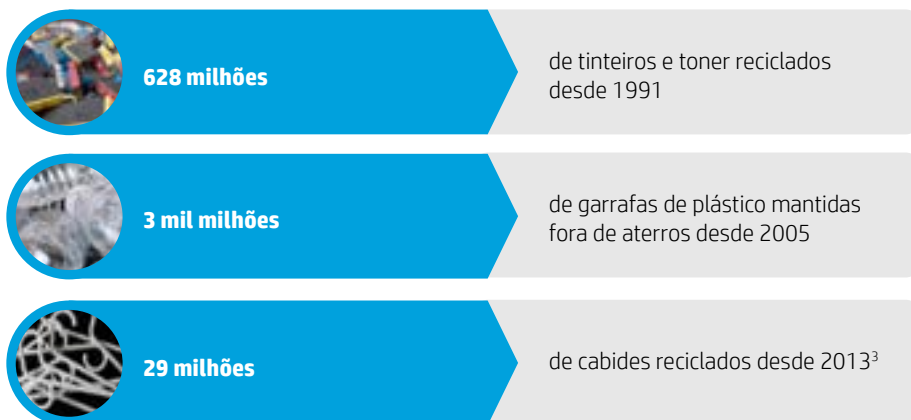 628 milhões
de tinteiros e toner reciclados
desde 1991
3 mil milhões
de garrafas de plástico mantidas
fora de aterros desde 2005
29 milhões
de cabides reciclados desde 2013³